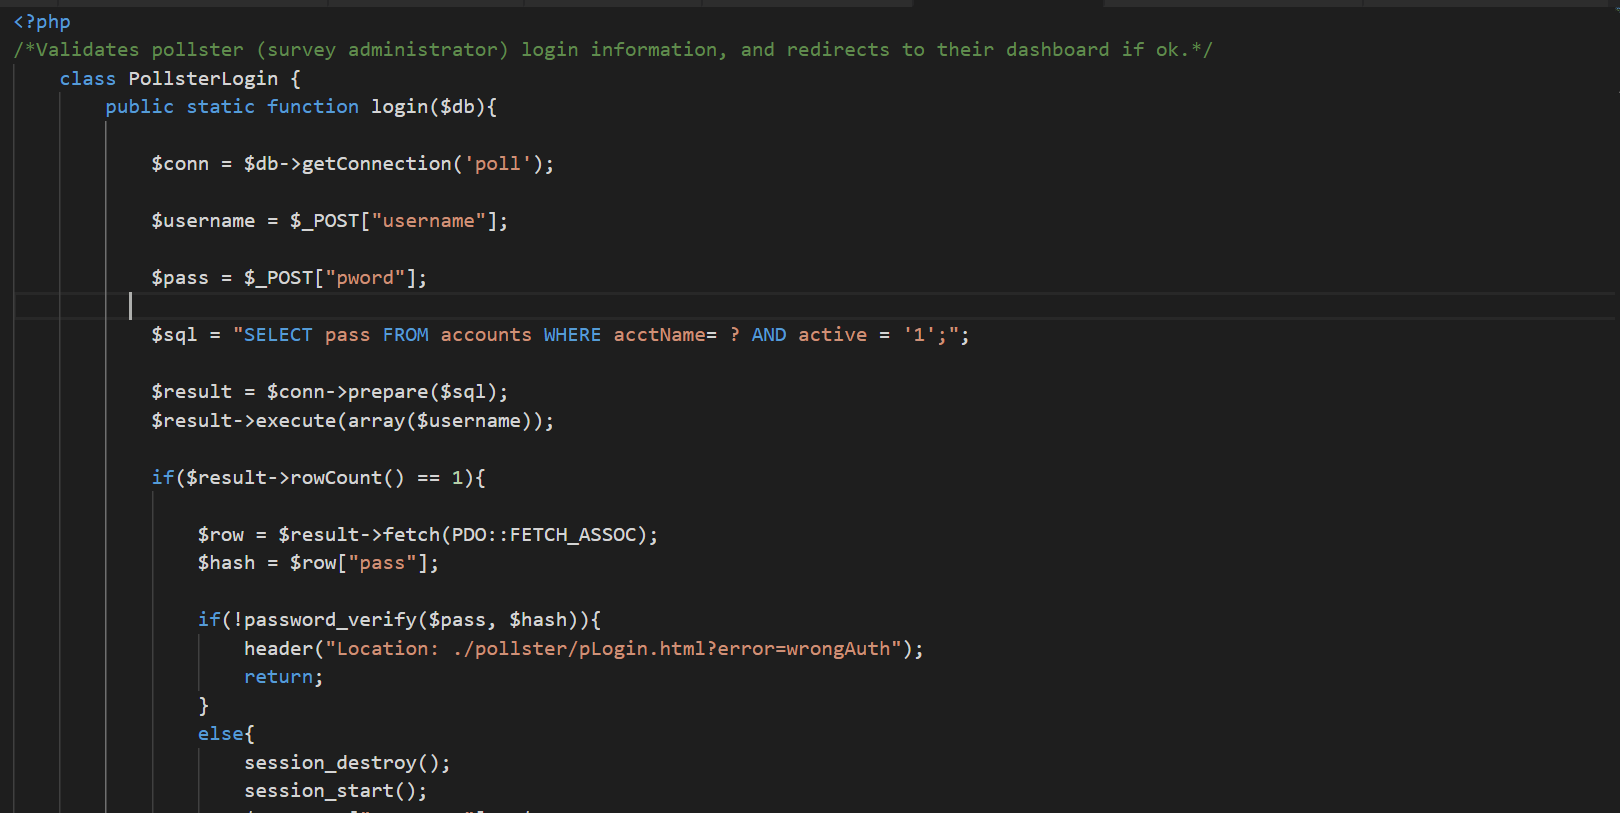 <?php
/*Validates pollster (survey administrator) login information, and redirects to their dashboard if ok.*/
class PollsterLogin {
public static function login($db){
$conn = $db->getConnection('poll');
$username = $_POST["username"];
$pass = $_POST["pword"];
$sql = "SELECT pass FROM accounts WHERE acctName= ? AND active = '1';";
$result = $conn->prepare($sql);
$result->execute(array($username));
if($result->rowCount() == 1){
$row = $result->fetch(PDO::FETCH_ASSOC);
$hash = $row["pass"];
if(!password_verify($pass, $hash)){
header("Location: ./pollster/pLogin.html?error=wrongAuth");
return;
}
else{
session_destroy();
session_start();